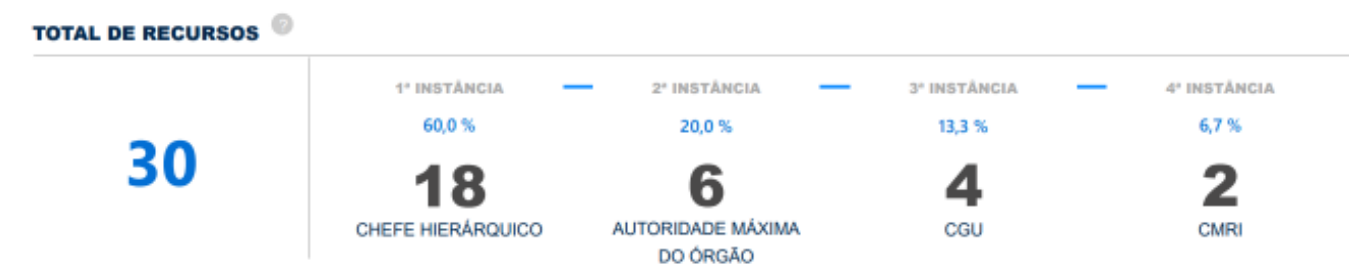 TOTAL DE RECURSOS ?
1ª INSTÂNCIA
2ª INSTÂNCIA
3ª INSTÂNCIA
4ª INSTÂNCIA
60,0 %
20,0 %
13,3 %
6,7 %
30
18
6
4
2
CHEFE HIERÁRQUICO
AUTORIDADE MÁXIMA
DO ÓRGÃO
CGU
CMRI